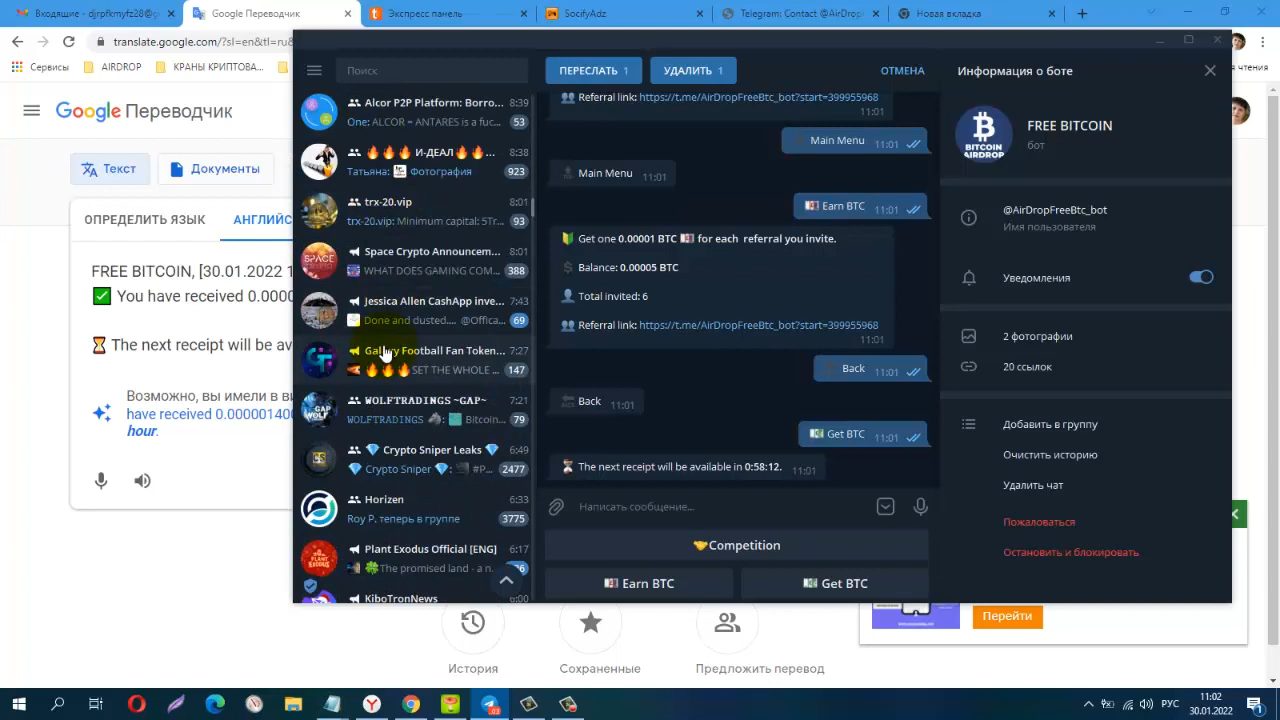 Входящие - djrpfkmyfz28@g
Google Переводчик
Экспресс панель
SocifyAdz
Telegram: Contact @AirDrop
Новая вкладка
translate.google.com/?sl=en&tl=ru&
Сервисы
AIRDROP
КРАНЫ КРИПТОВА...
чтения
Google Переводчик
Текст
Документы
ОПРЕДЕЛИТЬ ЯЗЫК
АНГЛИЙС
FREE BITCOIN, [30.01.2022 1
✅ You have received 0.0000
⏳ The next receipt will be av
Возможно, вы имели в ви
have received 0.000001400
hour.
История
Сохраненные
Предложить перевод
Перейти
Поиск
Alcor P2P Platform: Borro... 8:39
One: ALCOR = ANTARES is a fuc... 53
🔥🔥🔥 И-ДЕАЛ🔥🔥... 8:38
Татьяна: Фотография 923
trx-20.vip 8:01
trx-20.vip: Minimum capital: 5Tr... 93
Space Crypto Announcem... 8:01
WHAT DOES GAMING COM... 388
Jessica Allen CashApp inve... 7:43
Done and dusted.... @Offica... 69
Gallery Football Fan Token... 7:27
🔥🔥🔥SET THE WHOLE ... 147
WOLFTRADINGS ~GAP~ 7:21
WOLFTRADINGS 🐴: Bitcoin... 79
💎 Crypto Sniper Leaks 💎 6:49
Crypto Sniper 💎: #P... 2477
Horizen 6:33
Roy P. теперь в группе 3775
Plant Exodus Official [ENG] 6:17
🍀The promised land - a n...
KiboTronNews 6:00
ПЕРЕСЛАТЬ 1
УДАЛИТЬ 1
ОТМЕНА
Referral link: https://t.me/AirDropFreeBtc_bot?start=399955968
11:01
Main Menu 11:01
Main Menu 11:01
Earn BTC 11:01
🔰 Get one 0.00001 BTC 💵 for each referral you invite.
Balance: 0.00005 BTC
Total invited: 6
Referral link: https://t.me/AirDropFreeBtc_bot?start=399955968
11:01
Back 11:01
Back 11:01
Get BTC 11:01
⏳ The next receipt will be available in 0:58:12. 11:01
Написать сообщение...
🤝Competition
Earn BTC
Get BTC
Информация о боте
BITCOIN
AIRDROP
FREE BITCOIN
бот
@AirDropFreeBtc_bot
Имя пользователя
Уведомления
2 фотографии
20 ссылок
Добавить в группу
Очистить историю
Удалить чат
Пожаловаться
Остановить и блокировать
РУС
11:02
30.01.2022